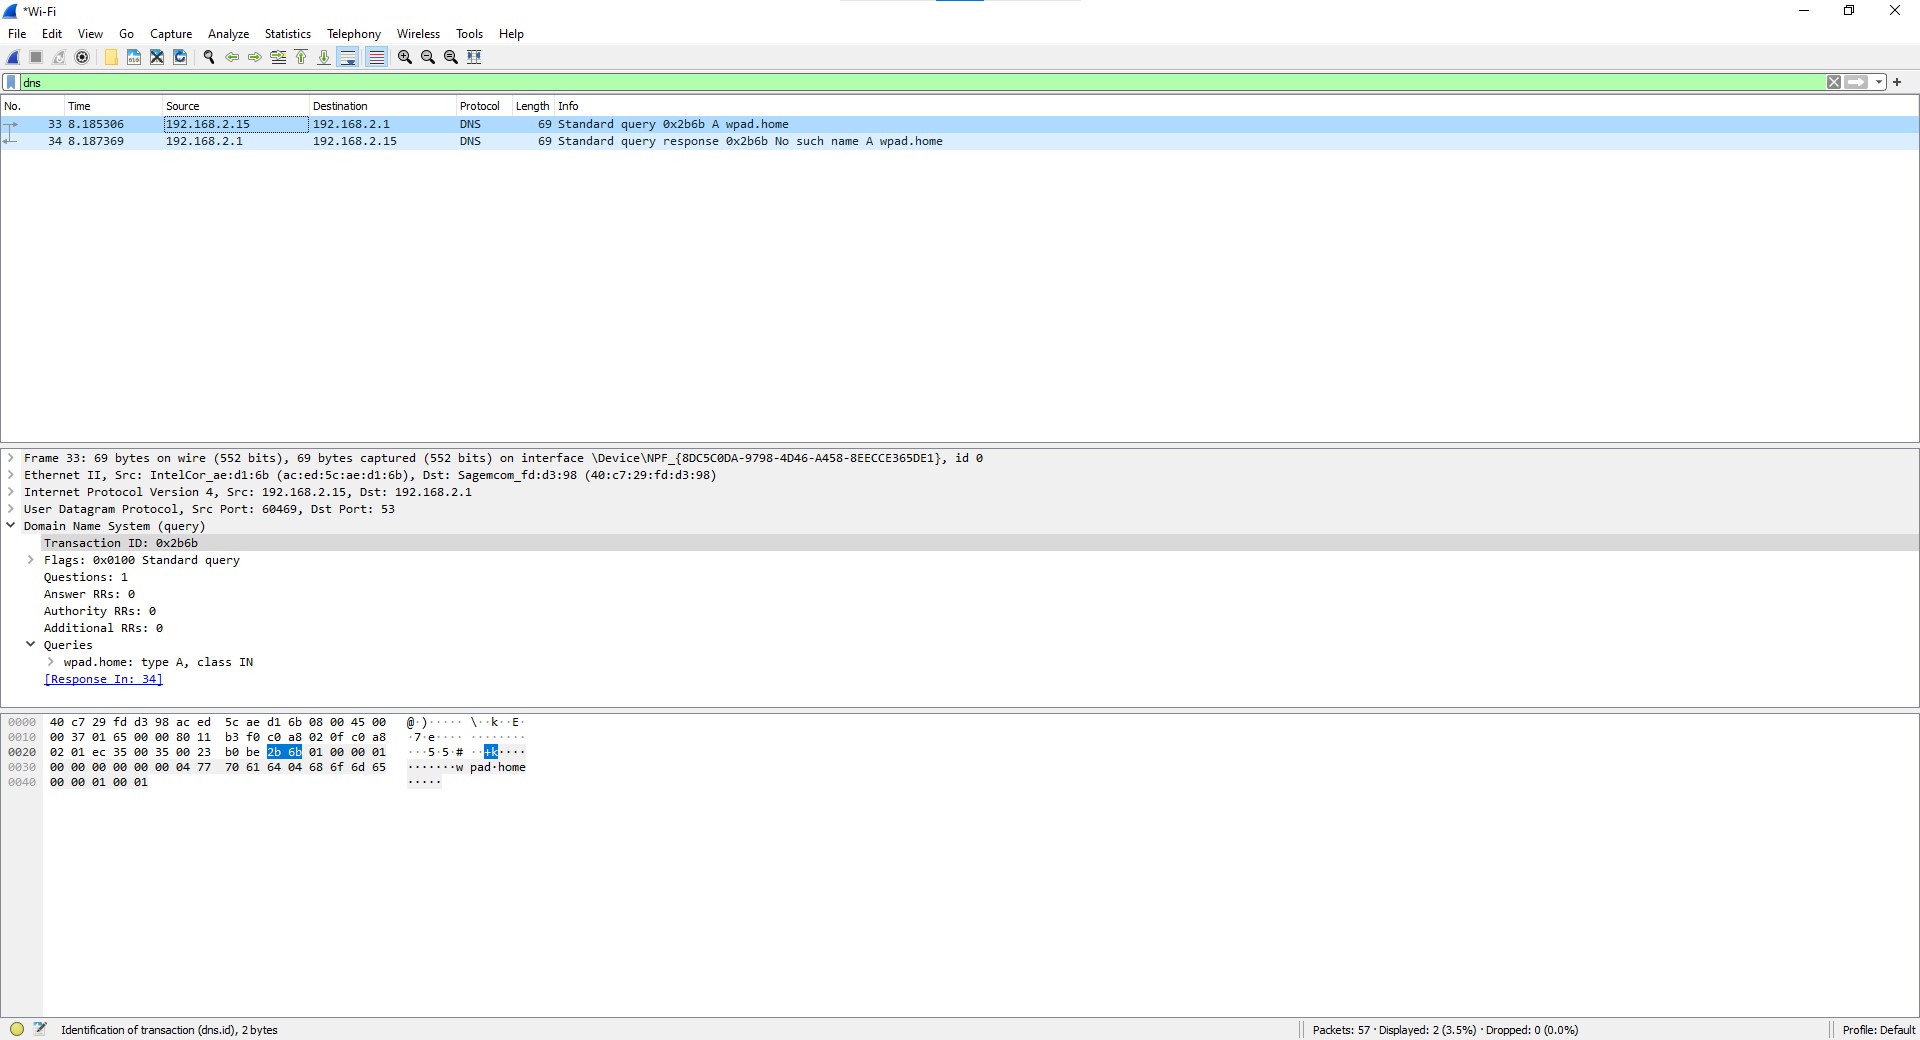 *Wi-Fi
File Edit View Go Capture Analyze Statistics Telephony Wireless Tools Help
dns
No. Time Source Destination Protocol Length Info
33 8.185306 192.168.2.15 192.168.2.1 DNS 69 Standard query 0x2b6b A wpad.home
34 8.187369 192.168.2.1 192.168.2.15 DNS 69 Standard query response 0x2b6b No such name A wpad.home
Frame 33: 69 bytes on wire (552 bits), 69 bytes captured (552 bits) on interface \Device\NPF_{8DC5C0DA-9798-4D46-A458-8EECCE365DE1}, id 0
Ethernet II, Src: IntelCor_ae:d1:6b (ac:ed:5c:ae:d1:6b), Dst: Sagemcom_fd:d3:98 (40:c7:29:fd:d3:98)
Internet Protocol Version 4, Src: 192.168.2.15, Dst: 192.168.2.1
User Datagram Protocol, Src Port: 60469, Dst Port: 53
Domain Name System (query)
Transaction ID: 0x2b6b
Flags: 0x0100 Standard query
Questions: 1
Answer RRs: 0
Authority RRs: 0
Additional RRs: 0
Queries
wpad.home: type A, class IN
[Response In: 34]
0000 40 c7 29 fd d3 98 ac ed 5c ae d1 6b 08 00 45 00 @·)····· \··k··E·
0010 00 37 01 65 00 00 80 11 b3 f0 c0 a8 02 0f c0 a8 ·7·e···· ········
0020 02 01 ec 35 00 35 00 23 b0 be 2b 6b 01 00 00 01 ···5·5·# ··+k····
0030 00 00 00 00 00 00 04 77 70 61 64 04 68 6f 6d 65 ·······w pad·home
0040 00 00 01 00 01 ·····
Identification of transaction (dns.id), 2 bytes
Packets: 57 · Displayed: 2 (3.5%) · Dropped: 0 (0.0%)
Profile: Default